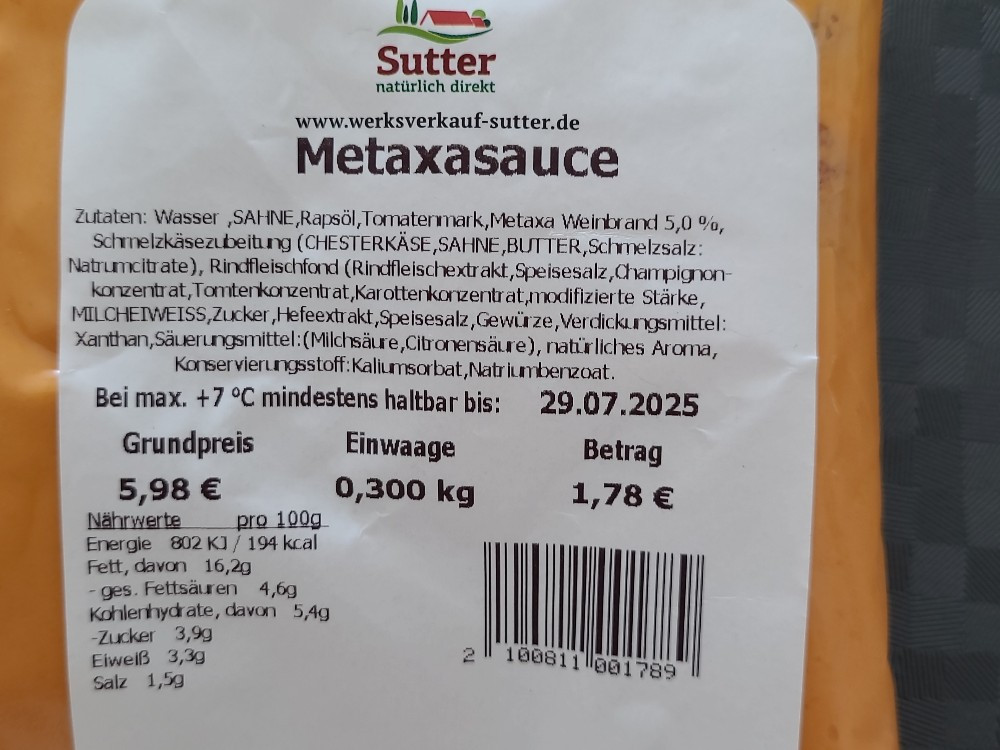 Sutter
natürlich direkt
www.werksverkauf-sutter.de
Metaxasauce
Zutaten: Wasser ,SAHNE,Rapsöl,Tomatenmark,Metaxa Weinbrand 5,0 %,
Schmelzkäsezubeitung (CHESTERKÄSE,SAHNE,BUTTER,Schmelzsalz:
Natrumcitrate), Rindfleischfond (Rindfleischextrakt,Speisesalz,Champignon-
konzentrat,Tomtenkonzentrat,Karottenkonzentrat,modifizierte Stärke,
MILCHEIWEISS,Zucker,Hefeextrakt,Speisesalz,Gewürze,Verdickungsmittel:
Xanthan,Säuerungsmittel:(Milchsäure,Citronensäure), natürliches Aroma,
Konservierungsstoff:Kaliumsorbat,Natriumbenzoat.
Bei max. +7 °C mindestens haltbar bis: 29.07.2025
Grundpreis Einwaage Betrag
5,98 € 0,300 kg 1,78 €
Nährwerte pro 100g
Energie 802 KJ / 194 kcal
Fett, davon 16,2g
- ges. Fettsäuren 4,6g
Kohlenhydrate, davon 5,4g
-Zucker 3,9g
Eiweiß 3,3g
Salz 1,5g
2 100811 001789